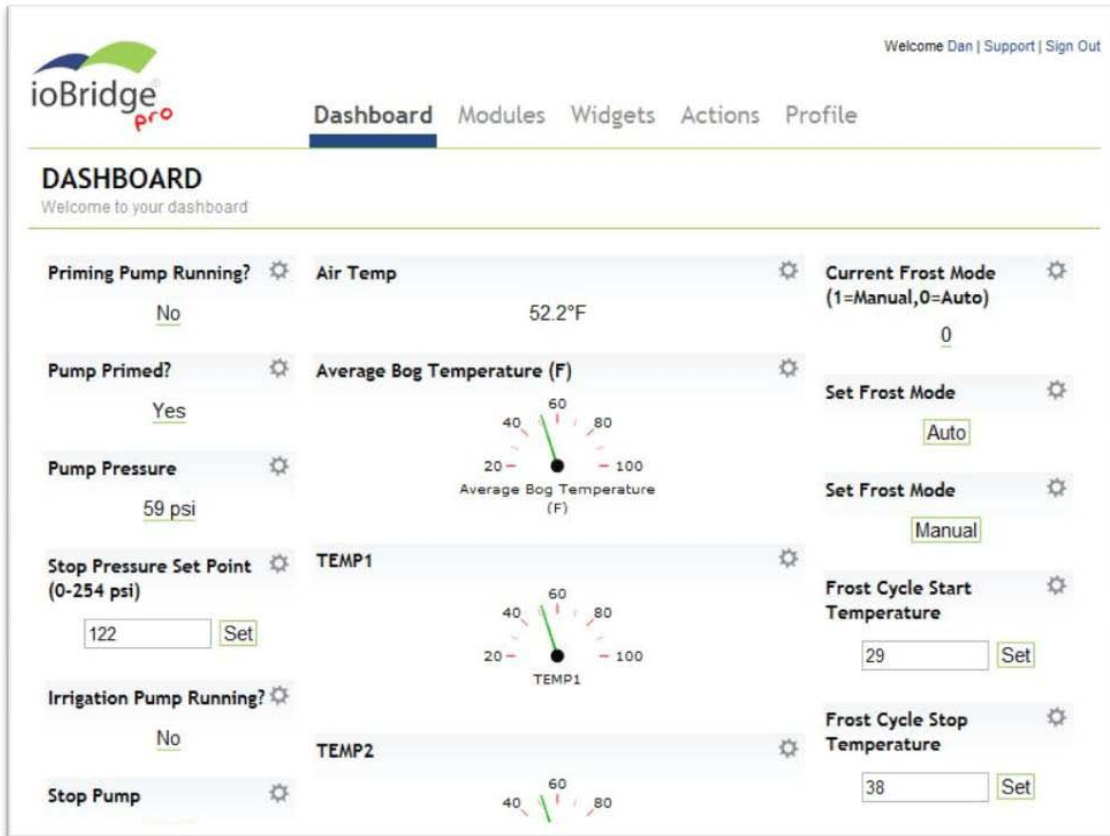 Welcome Dan | Support | Sign Out
ioBridge®
pro
Dashboard Modules Widgets Actions Profile
DASHBOARD
Welcome to your dashboard
Priming Pump Running?
No
Pump Primed?
Yes
Pump Pressure
59 psi
Stop Pressure Set Point
(0-254 psi)
122 Set
Irrigation Pump Running?
No
Stop Pump
Air Temp
52.2°F
Average Bog Temperature (F)
60
40 80
20 100
Average Bog Temperature
(F)
TEMP1
60
40 80
20 100
TEMP1
TEMP2
60
40 80
Current Frost Mode
(1=Manual,0=Auto)
0
Set Frost Mode
Auto
Set Frost Mode
Manual
Frost Cycle Start
Temperature
29 Set
Frost Cycle Stop
Temperature
38 Set